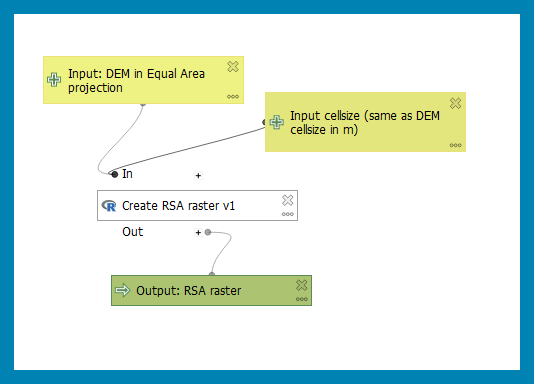 Input: DEM in Equal Area
projection
Input cellsize (same as DEM
cellsize in m)
In
Create RSA raster v1
Out
Output: RSA raster